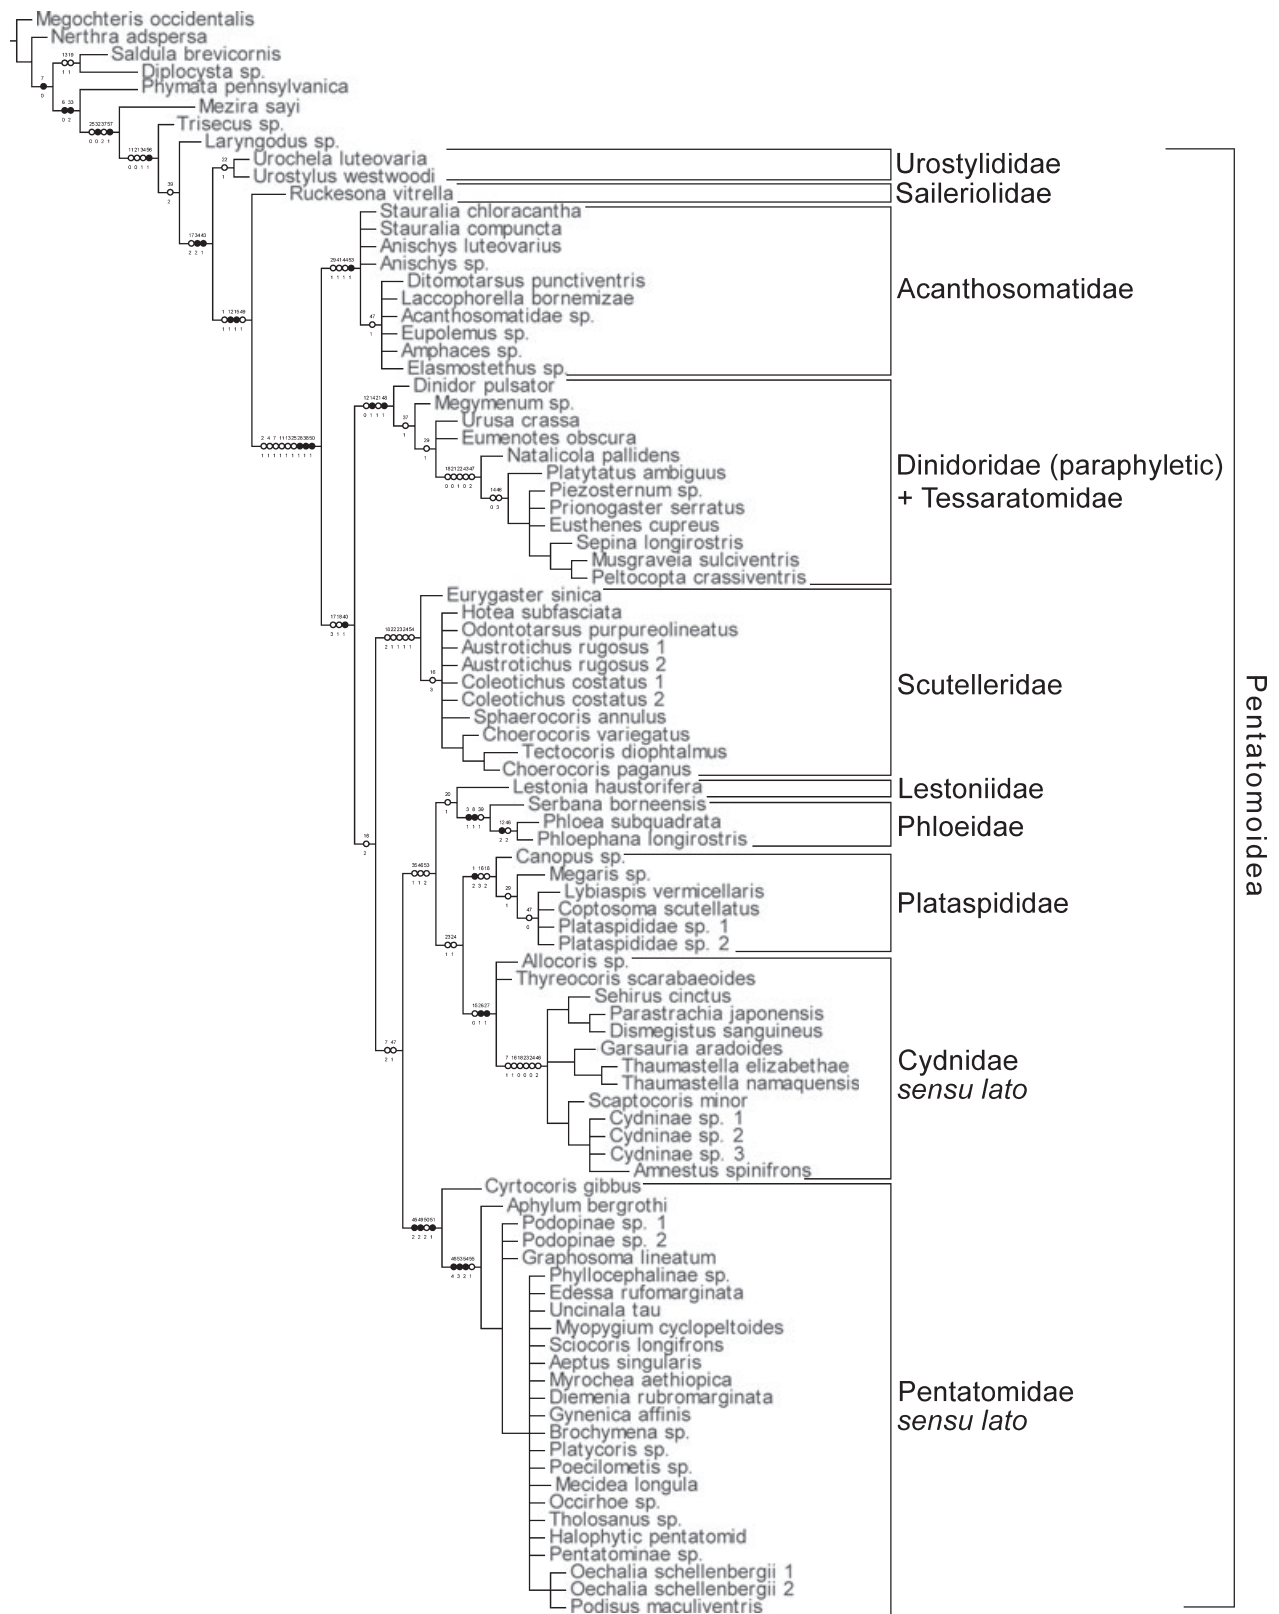 Megochteris occidentalis
Nerthra adspersa
Saldula brevicornis
Diplocysta sp.
Phymata pennsylvanica
Mezira sayi
Trisecus sp.
Laryngodus sp.
Urochela luteovaria
Urostylus westwoodi
Urostylididae
Ruckesona vitrella
Saileriolidae
Stauralia chloracantha
Stauralia compuncta
Anischys luteovarius
Anischys sp.
Ditomotarsus punctiventris
Laccophorella bornemizae
Acanthosomatidae sp.
Eupolemus sp.
Amphaces sp.
Elasmostethus sp.
Acanthosomatidae
Dinidor pulsator
Megymenum sp.
Urusa crassa
Eumenotes obscura
Natalicola pallidens
Platytatus ambiguus
Piezosternum sp.
Prionogaster serratus
Eusthenes cupreus
Sepina longirostris
Musgraveia sulciventris
Peltocopta crassiventris
Dinidoridae (paraphyletic)
+ Tessaratomidae
Eurygaster sinica
Hotea subfasciata
Odontotarsus purpureolineatus
Austrotichus rugosus 1
Austrotichus rugosus 2
Coleotichus costatus 1
Coleotichus costatus 2
Sphaerocoris annulus
Choerocoris variegatus
Tectocoris diophtalmus
Choerocoris paganus
Scutelleridae
Lestonia haustorifera
Lestoniidae
Serbana borneensis
Phloea subquadrata
Phloephana longirostris
Phloeidae
Canopus sp.
Megaris sp.
Lybiaspis vermicellaris
Coptosoma scutellatus
Plataspididae sp. 1
Plataspididae sp. 2
Plataspididae
Allocoris sp.
Thyreocoris scarabaeoides
Sehirus cinctus
Parastrachia japonensis
Dismegistus sanguineus
Garsauria aradoides
Thaumastella elizabethae
Thaumastella namaquensis
Scaptocoris minor
Cydninae sp. 1
Cydninae sp. 2
Cydninae sp. 3
Amnestus spinifrons
Cydnidae
sensu lato
Cyrtocoris gibbus
Aphylum bergrothi
Podopinae sp. 1
Podopinae sp. 2
Graphosoma lineatum
Phyllocephalinae sp.
Edessa rufomarginata
Uncinala tau
Myopygium cyclopeltoides
Sciocoris longifrons
Aeptus singularis
Myrochea aethiopica
Diemenia rubromarginata
Gynenica affinis
Brochymena sp.
Platycoris sp.
Poecilometis sp.
Mecidea longula
Occirhoe sp.
Tholosanus sp.
Halophytic pentatomid
Pentatominae sp.
Oechalia schellenbergii 1
Oechalia schellenbergii 2
Podisus maculiventris
Pentatomidae
sensu lato
Pentatomoidea